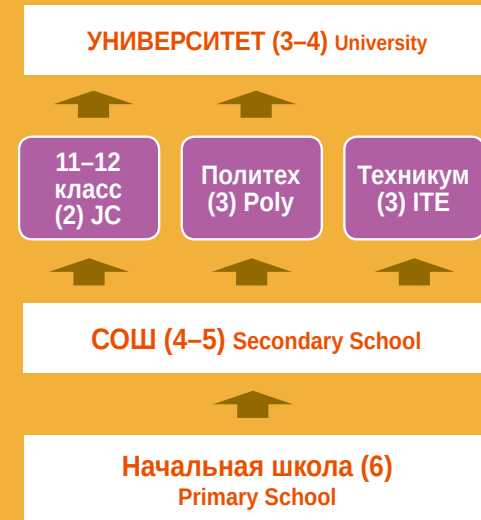 УНИВЕРСИТЕТ (3–4) University
11–12
класс
(2) JC
Политех
(3) Poly
Техникум
(3) ITE
СОШ (4–5) Secondary School
Начальная школа (6)
Primary School